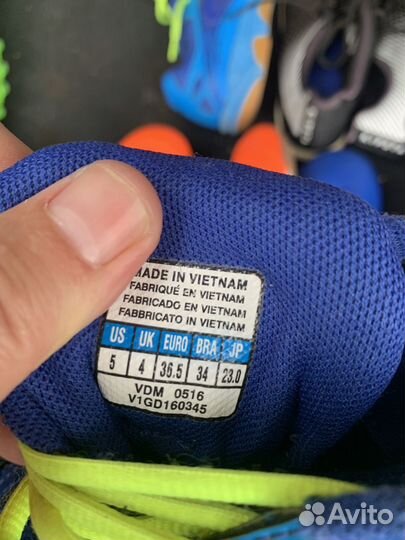 MADE IN VIETNAM
FABRIQUÉ EN VIETNAM
FABRICADO EN VIETNAM
FABBRICATO IN VIETNAM
US UK EURO BRA JP
5 4 36.5 34 23.0
VDM 0516
V1GD160345
Avito